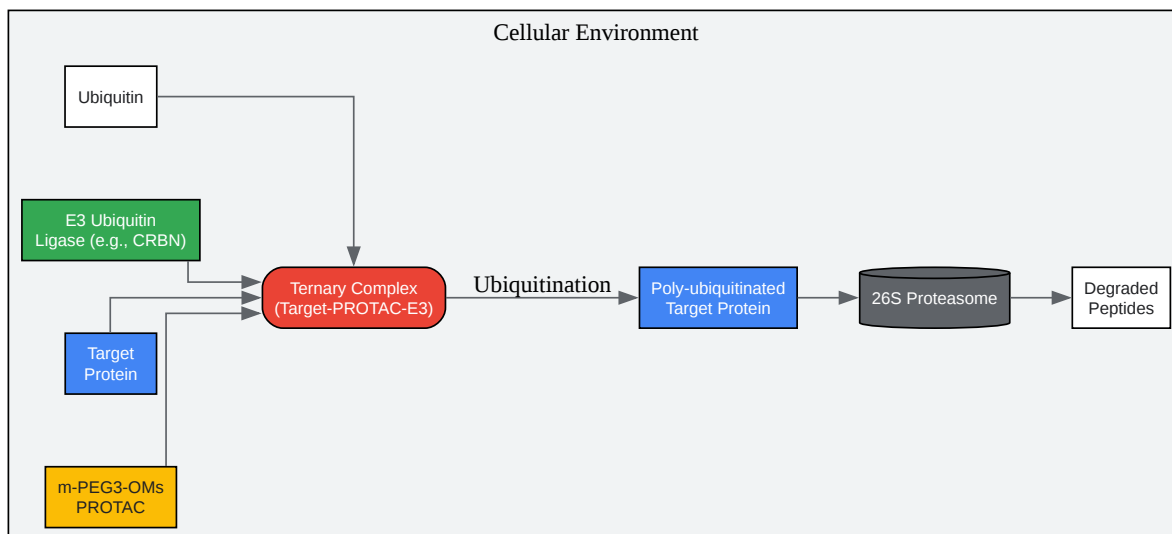 Cellular Environment
Ubiquitin
E3 Ubiquitin
Ligase (e.g., CRBN)
Target
Protein
m-PEG3-OMs
PROTAC
Ternary Complex
(Target-PROTAC-E3)
Ubiquitination
Poly-ubiquitinated
Target Protein
26S Proteasome
Degraded
Peptides